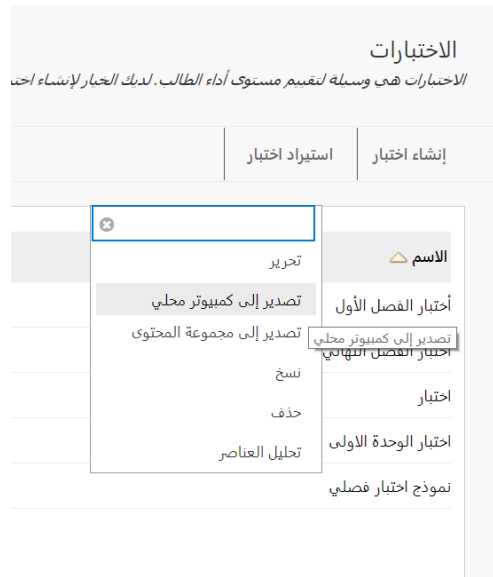 الاختبارات
الاختبارات هي وسيلة لتقييم مستوى أداء الطالب. لديك الخيار لإنشاء
إنشاء اختبار
استيراد اختبار
الاسم
تحرير
تصدير إلى كمبيوتر محلي
أختبار الفصل الأول
تصدير إلى مجموعة المحتوى
تصدير إلى كمبيوتر محلي
اختبار الفصل النهائي
نسخ
اختبار
حذف
اختبار الوحدة الاولى
تحليل العناصر
نموذج اختبار فصلي